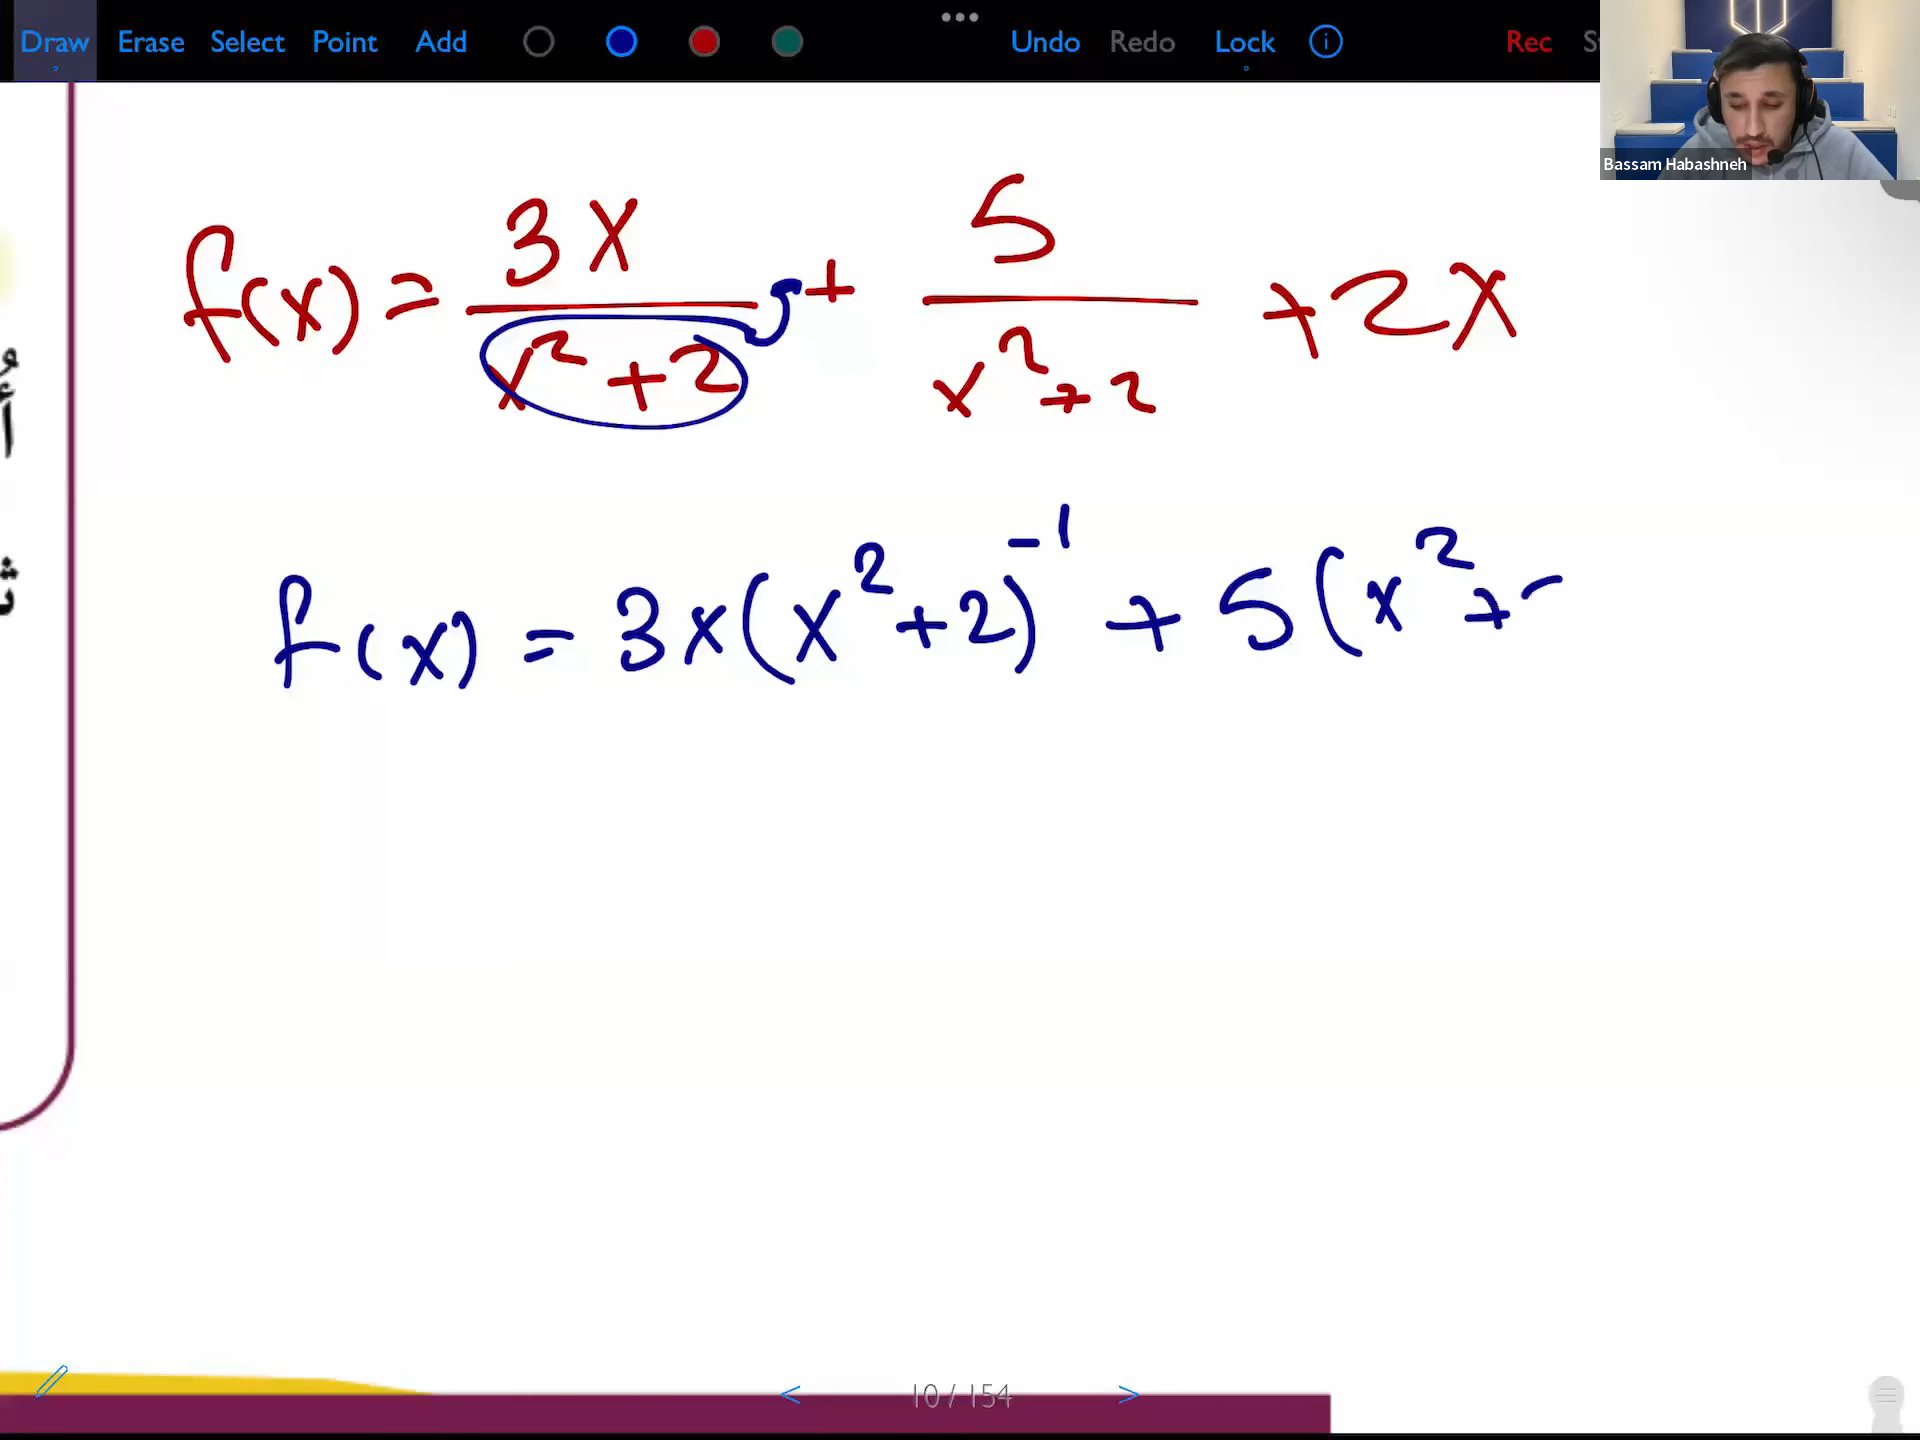 Draw Erase Select Point Add Undo Redo Lock Rec
Bassam Habashneh
f(x) = 3x/(x² + 2) + 5/(x² + 2) + 2x
f(x) = 3x(x² + 2)⁻¹ + 5(x² +
< 10 / 154 >